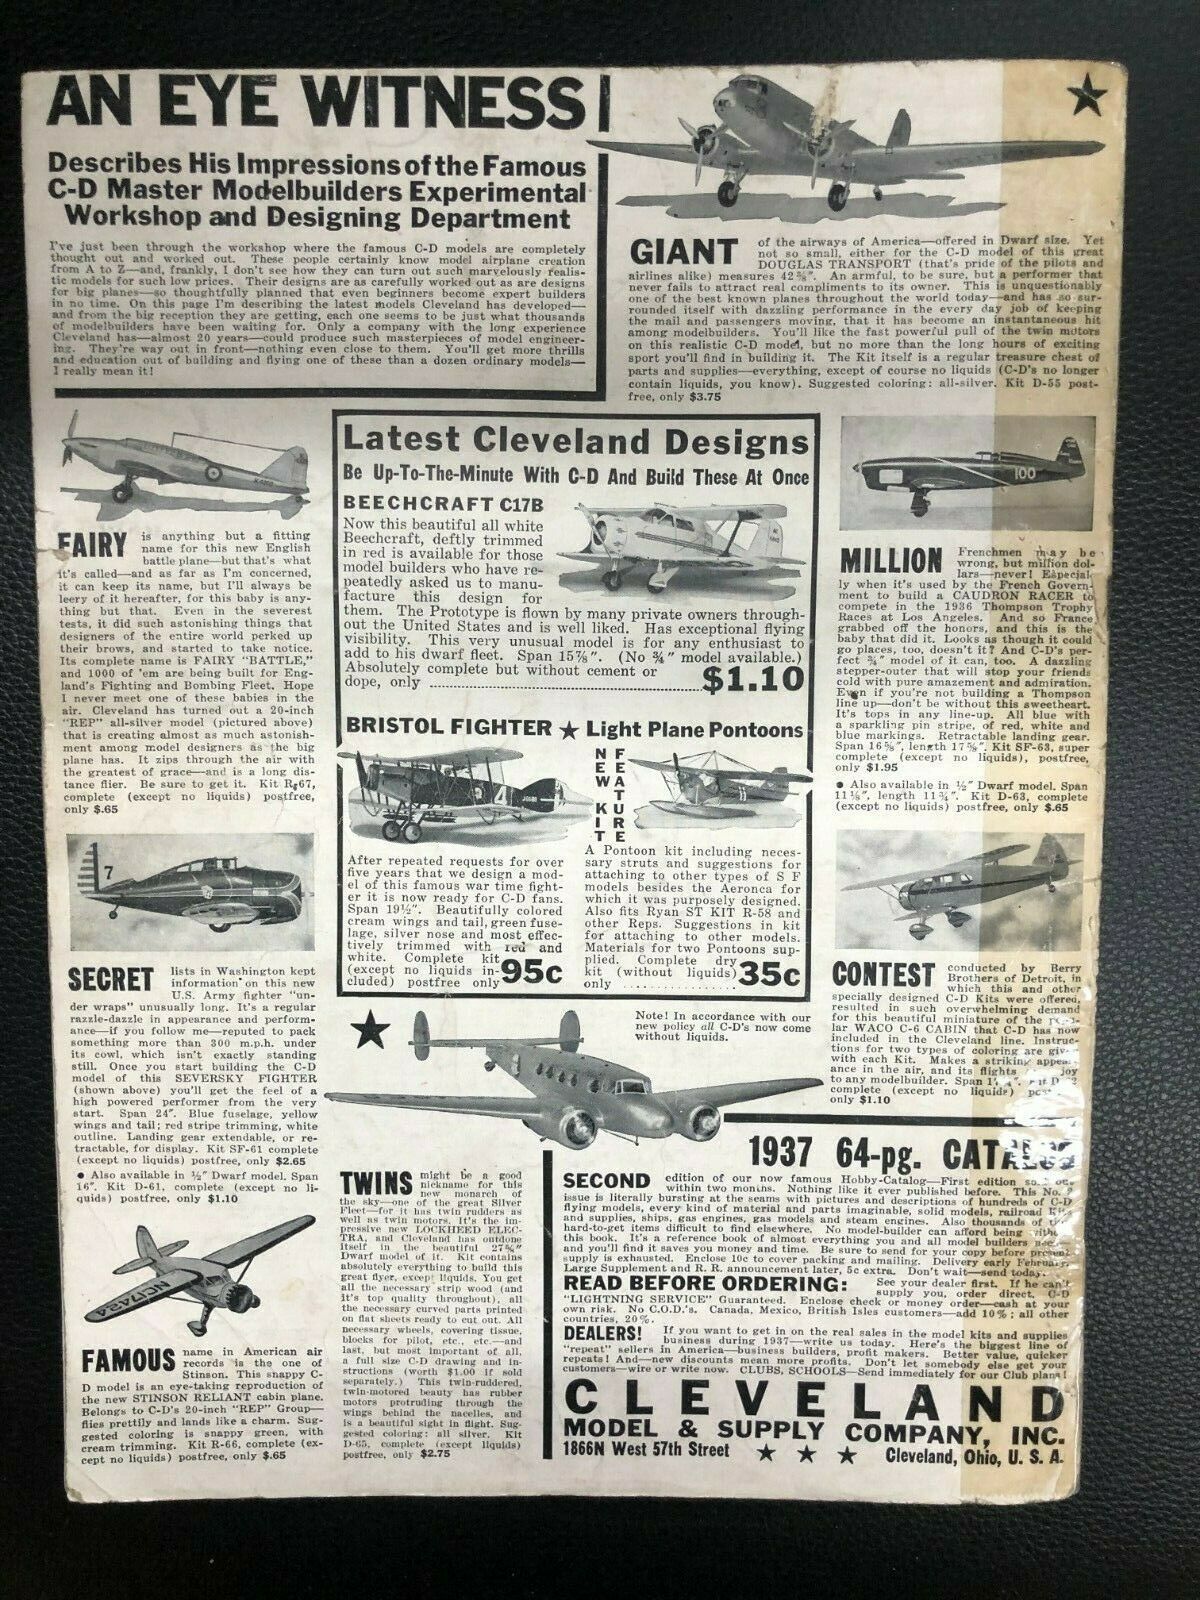 AN EYE WITNESS
Describes His Impressions of the Famous
C-D Master Modelbuilders Experimental
Workshop and Designing Department
I've just been through the workshop where the famous C-D models are completely
thought out and worked out. These people certainly know model airplane creation
from A to Z—and, frankly, I don't see how they can turn out such marvelously realis-
tic models for such low prices. Their designs are as carefully worked out as are designs
for big planes—so thoughtfully planned that even beginners become expert builders
in no time. On this page I'm describing the latest models Cleveland has developed—
and from the big reception they are getting, each one seems to be just what thousands
of modelbuilders have been waiting for. Only a company with the long experience
Cleveland has—almost 20 years—could produce such masterpieces of model engineer-
ing. They're way out in front—nothing even close to them. You'll get more thrills
and education out of building and flying one of these than a dozen ordinary models—
I really mean it!
GIANT of the airways of America—offered in Dwarf size. Yet
not so small, either for the C-D model of this great
DOUGLAS TRANSPORT (that's pride of the pilots and
airlines alike) measures 42⅝". An armful, to be sure, but a performer that
never fails to attract real compliments to its owner. This is unquestionably
one of the best known planes throughout the world today—and has so sur-
rounded itself with dazzling performance in the every day job of keeping
the mail and passengers moving, that it has become an instantaneous hit
among modelbuilders. You'll like the fast powerful pull of the twin motors
on this realistic C-D model, but no more than the long hours of exciting
sport you'll find in building it. The Kit itself is a regular treasure chest of
parts and supplies—everything, except of course no liquids (C-D's no longer
contain liquids, you know). Suggested coloring: all-silver. Kit D-55 post-
free, only $3.75
FAIRY is anything but a fitting
name for this new English
battle plane—but that's what
it's called—and as far as I'm concerned,
it can keep its name, but I'll always be
leery of it hereafter, for this baby is any-
thing but that. Even in the severest
tests, it did such astonishing things that
designers of the entire world perked up
their brows, and started to take notice.
Its complete name is FAIRY "BATTLE,"
and 1000 of 'em are being built for Eng-
land's Fighting and Bombing Fleet. Hope
I never meet one of these babies in the
air. Cleveland has turned out a 20-inch
"REP" all-silver model (pictured above)
that is creating almost as much astonish-
ment among model designers as the big
plane has. It zips through the air with
the greatest of grace—and is a long dis-
tance flier. Be sure to get it. Kit R-67,
complete (except no liquids) postfree,
only $.65
Latest Cleveland Designs
Be Up-To-The-Minute With C-D And Build These At Once
BEECHCRAFT C17B
Now this beautiful all white
Beechcraft, deftly trimmed
in red is available for those
model builders who have re-
peatedly asked us to manu-
facture this design for
them. The Prototype is flown by many private owners through-
out the United States and is well liked. Has exceptional flying
visibility. This very unusual model is for any enthusiast to
add to his dwarf fleet. Span 15⅞". (No ¾" model available.)
Absolutely complete but without cement or
dope, only $1.10
BRISTOL FIGHTER ★ Light Plane Pontoons
NEW KIT FEATURE
After repeated requests for over
five years that we design a mod-
el of this famous war time fight-
er it is now ready for C-D fans.
Span 19½". Beautifully colored
cream wings and tail, green fuse-
lage, silver nose and most effec-
tively trimmed with red and
white. Complete kit
(except no liquids in-
cluded) postfree only 95c
A Pontoon kit including neces-
sary struts and suggestions for
attaching to other types of S F
models besides the Aeronca for
which it was purposely designed.
Also fits Ryan ST KIT R-58 and
other Reps. Suggestions in kit
for attaching to other models.
Materials for two Pontoons sup-
plied. Complete dry
kit (without liquids)
only 35c
100
MILLION Frenchmen may be
wrong, but million dol-
lars—never! Especial-
ly when it's used by the French Govern-
ment to build a CAUDRON RACER to
compete in the 1936 Thompson Trophy
Races at Los Angeles. And so France
grabbed off the honors, and this is the
baby that did it. Looks as though it could
go places, too, doesn't it? And C-D's per-
fect ¾" model of it can, too. A dazzling
stepper-outer that will stop your friends
cold with pure amazement and admiration.
Even if you're not building a Thompson
line up—don't be without this sweetheart.
It's tops in any line-up. All blue with
a sparkling pin stripe, of red, white and
blue markings. Retractable landing gear.
Span 16⅝", length 17⅝". Kit SF-63, super
complete (except no liquids), postfree,
only $1.95
● Also available in ½" Dwarf model. Span
11⅛", length 11¾". Kit D-63, complete
(except no liquids) postfree, only $.65
7
SECRET lists in Washington kept
information on this new
U.S. Army fighter "un-
der wraps" unusually long. It's a regular
razzle-dazzle in appearance and perform-
ance—if you follow me—reputed to pack
something more than 300 m.p.h. under
its cowl, which isn't exactly standing
still. Once you start building the C-D
model of this SEVERSKY FIGHTER
(shown above) you'll get the feel of a
high powered performer from the very
start. Span 24". Blue fuselage, yellow
wings and tail; red stripe trimming, white
outline. Landing gear extendable, or re-
tractable, for display. Kit SF-61 complete
(except no liquids) postfree, only $2.65
● Also available in ½" Dwarf model. Span
16". Kit D-61, complete (except no li-
quids) postfree, only $1.10
Note! In accordance with our
new policy all C-D's now come
without liquids.
CONTEST conducted by Berry
Brothers of Detroit, in
which this and other
specially designed C-D Kits were offered,
resulted in such overwhelming demand
for this beautiful miniature of the
WACO C-6 CABIN that C-D has now
included in the Cleveland line. Instruc-
tions for two types of coloring are
with each Kit. Makes a striking appear-
ance in the air, and its flights joy
to any modelbuilder. Span
complete (except no liquids)
only $1.10
NC17424
FAMOUS name in American air
records is the one of
Stinson. This snappy C-
D model is an eye-taking reproduction of
the new STINSON RELIANT cabin plane.
Belongs to C-D's 20-inch "REP" Group—
flies prettily and lands like a charm. Sug-
gested coloring is snappy green, with
cream trimming. Kit R-66, complete (ex-
cept no liquids) postfree, only $.65
TWINS might be a good
nickname for this
new monarch of
the sky—one of the great Silver
Fleet—for it has twin rudders as
well as twin motors. It's the im-
pressive new LOCKHEED ELEC-
TRA, and Cleveland has outdone
itself in the beautiful 27⅝"
Dwarf model of it. Kit contains
absolutely everything to build this
great flyer, except liquids. You get
all the necessary strip wood (and
it's top quality throughout), all
the necessary curved parts printed
on flat sheets ready to cut out. All
necessary wheels, covering tissue,
blocks for pilot, etc., etc.—and
last, but most important of all,
a full size C-D drawing and in-
structions (worth $1.00 if sold
separately.) This twin-ruddered,
twin-motored beauty has rubber
motors protruding through the
wings behind the nacelles, and
is a beautiful sight in flight. Sug-
gested coloring: all silver. Kit
D-65, complete (except liquids)
postfree, only $2.75
1937 64-pg. CATALOG
SECOND edition of our now famous Hobby-Catalog—First edition
within two months. Nothing like it ever published before. This No. 2
issue is literally bursting at the seams with pictures and descriptions of hundreds of C-D
flying models, every kind of material and parts imaginable, solid models, railroad Kits
and supplies, ships, gas engines, gas models and steam engines. Also thousands of
hard-to-get items difficult to find elsewhere. No model-builder can afford being without
this book. It's a reference book of almost everything you and all model builders
and you'll find it saves you money and time. Be sure to send for your copy before present
supply is exhausted. Enclose 10c to cover packing and mailing. Delivery early February.
Large Supplement and R. R. announcement later, 5c extra. Don't wait—send today.
READ BEFORE ORDERING: See your dealer first. If he can't
supply you, order direct. C-D
"LIGHTNING SERVICE" Guaranteed. Enclose check or money order—cash at your
own risk. No C.O.D.'s. Canada, Mexico, British Isles customers—add 10%; all other
countries, 20%.
DEALERS! If you want to get in on the real sales in the model kits and supplies
business during 1937—write us today. Here's the biggest line of
"repeat" sellers in America—business builders, profit makers. Better value, quicker
repeats! And—new discounts mean more profits. Don't let somebody else get your
customers—wire or write now. CLUBS, SCHOOLS—Send immediately for our Club plan!
CLEVELAND
MODEL & SUPPLY COMPANY, INC.
1866N West 57th Street ★ ★ ★ Cleveland, Ohio, U. S. A.